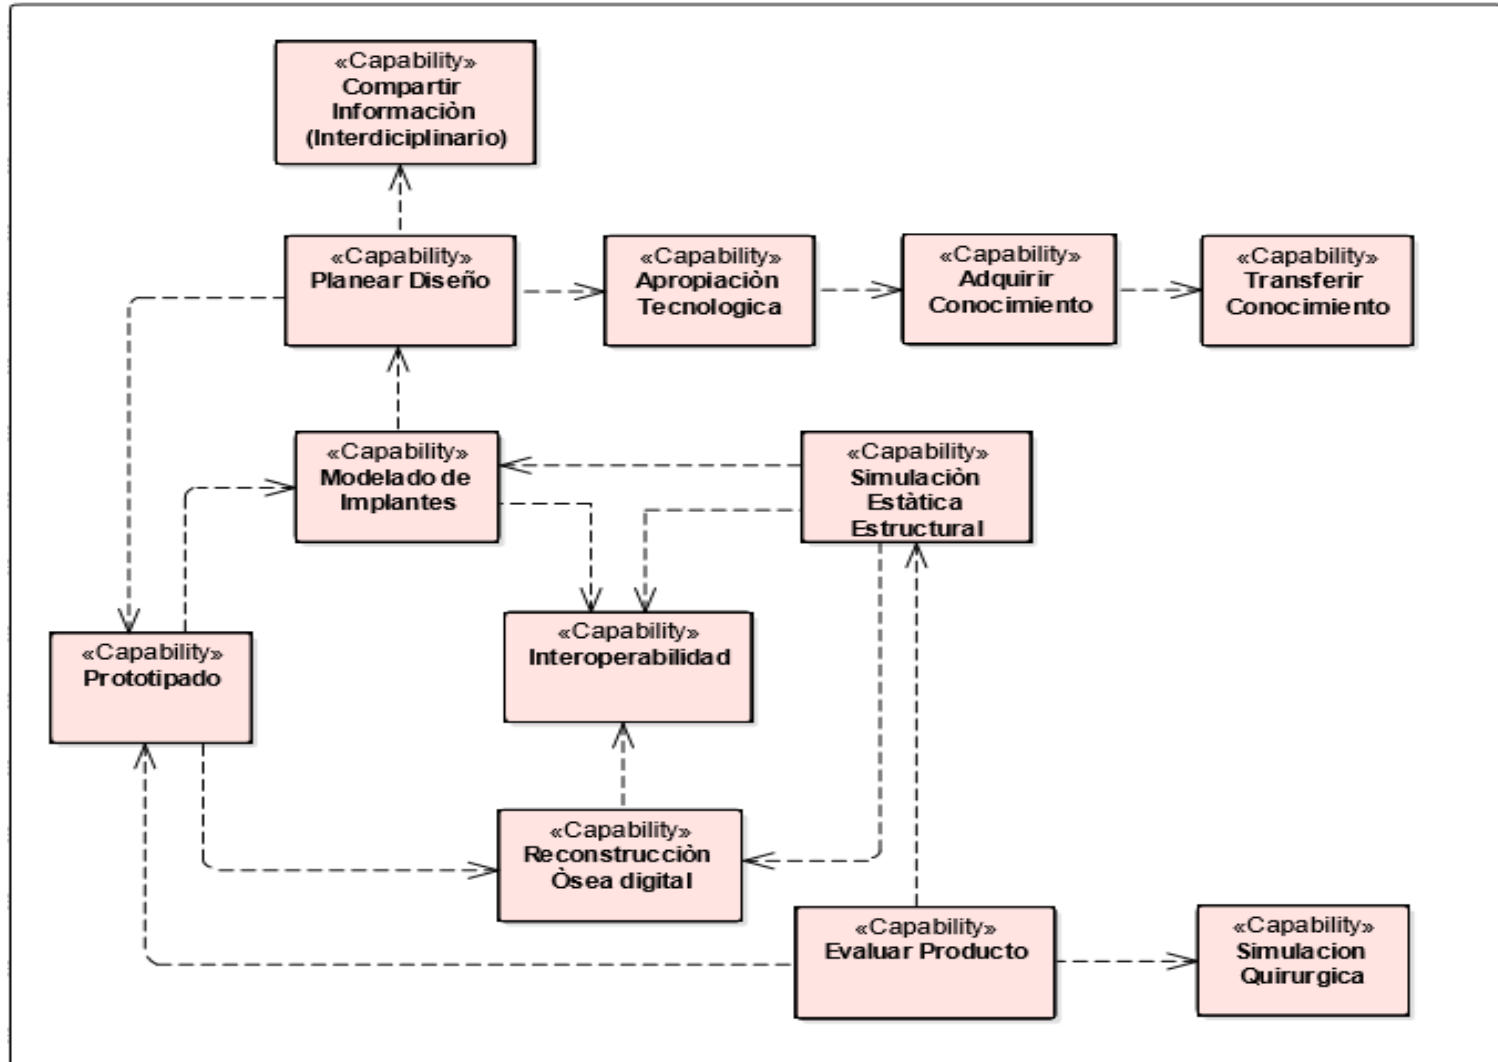 «Capability»
Compartir
Informaciòn
(Interdiciplinario)
«Capability»
Planear Diseño
«Capability»
Apropiaciòn
Tecnologica
«Capability»
Adquirir
Conocimiento
«Capability»
Transferir
Conocimiento
«Capability»
Modelado de
Implantes
«Capability»
Simulaciòn
Estàtica
Estructural
«Capability»
Prototipado
«Capability»
Interoperabilidad
«Capability»
Reconstrucciòn
Òsea digital
«Capability»
Evaluar Producto
«Capability»
Simulacion
Quirurgica